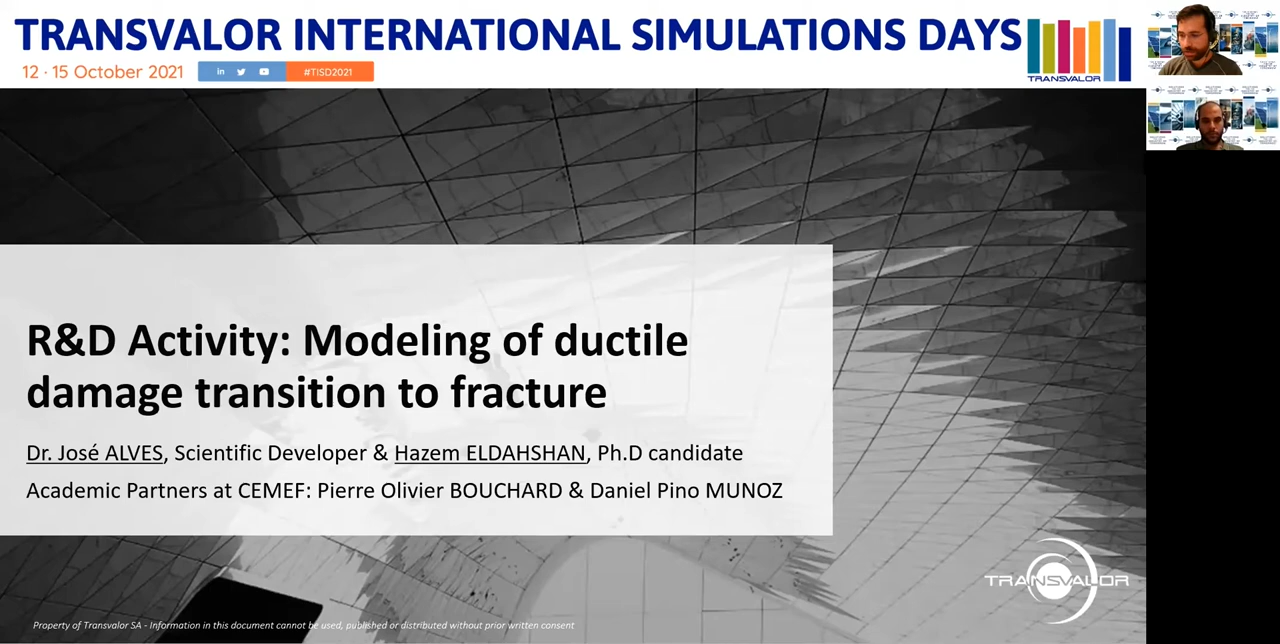 TRANSVALOR INTERNATIONAL SIMULATIONS DAYS
12 · 15 October 2021
in
#TISD2021
TRANSVALOR
R&D Activity: Modeling of ductile
damage transition to fracture
Dr. José ALVES, Scientific Developer & Hazem ELDAHSHAN, Ph.D candidate
Academic Partners at CEMEF: Pierre Olivier BOUCHARD & Daniel Pino MUNOZ
TRANSVALOR
Property of Transvalor SA - Information in this document cannot be used, published or distributed without prior written consent